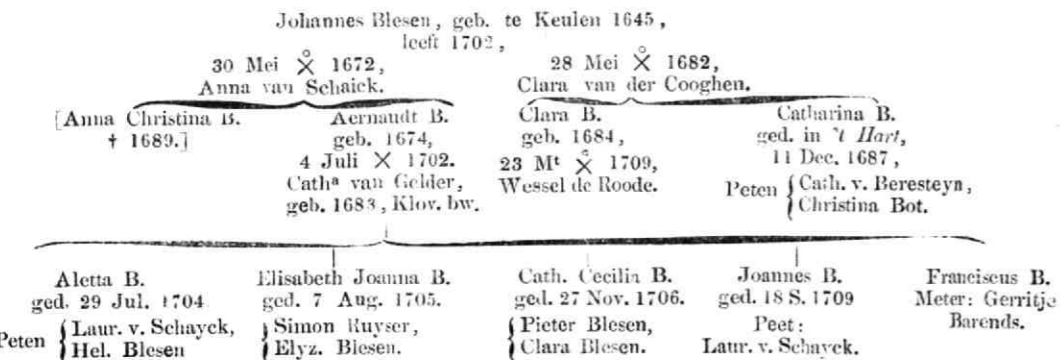 Johannes Blesen, geb. te Keulen 1645,
leeft 1702,
30 Mei X 1672,
Anna van Schaick.
28 Mei X 1682,
Clara van der Cooghen.
[Anna Christina B.
† 1689.]
Aernaudt B.
geb. 1674,
4 Juli X 1702.
Cathª van Gelder,
geb. 1683, Klov. bw.
Clara B.
geb. 1684,
23 Mt X 1709,
Wessel de Roode.
Catharina B.
ged. in 't Hart,
11 Dec. 1687,
Peten { Cath. v. Beresteyn,
Christina Bot.
Aletta B.
ged. 29 Jul. 1704
Peten { Laur. v. Schayck,
Hel. Blesen
Elisabeth Joanna B.
ged. 7 Aug. 1705.
Simon Ruyser,
Elyz. Blesen.
Cath. Cecilia B.
ged. 27 Nov. 1706.
{ Pieter Blesen,
Clara Blesen.
Joannes B.
ged. 18 S. 1709
Peet:
Laur. v. Schayck.
Franciscus B.
Meter: Gerritje
Barends.